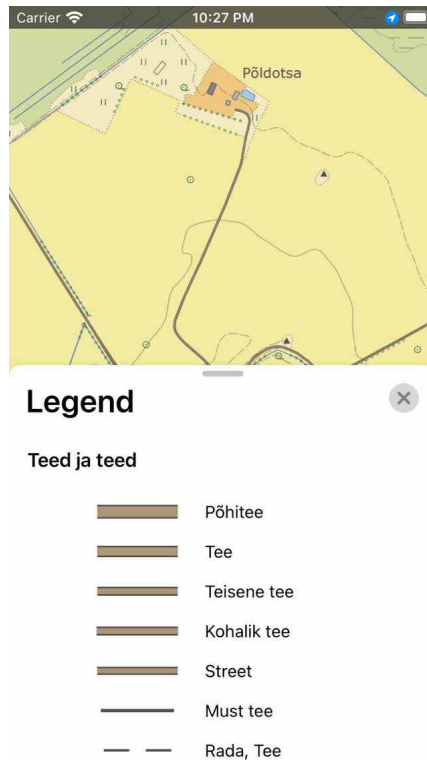 Carrier 10:27 PM
Põldotsa
Legend
Teed ja teed
Põhitee
Tee
Teisene tee
Kohalik tee
Street
Must tee
Rada, Tee